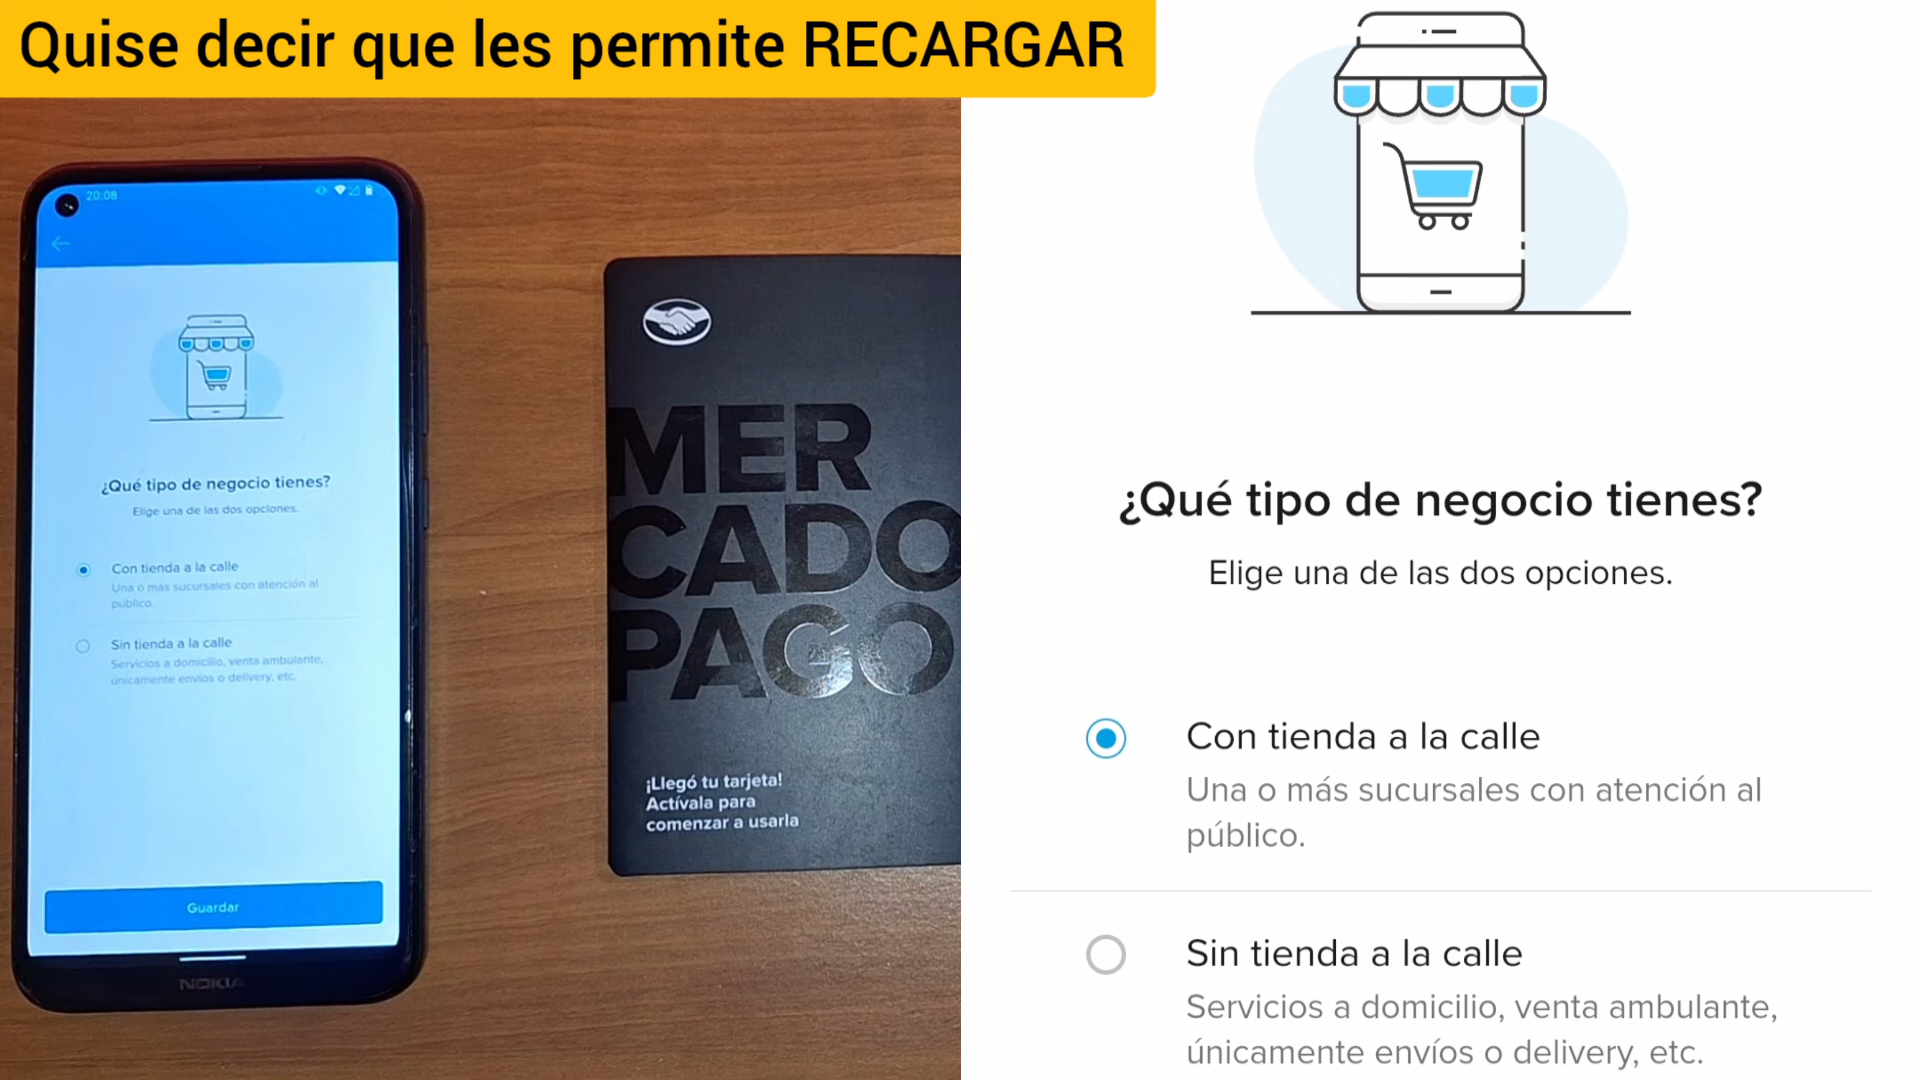 Quise decir que les permite RECARGAR
20:08
¿Qué tipo de negocio tienes?
Elige una de las dos opciones.
Con tienda a la calle
Una o más sucursales con atención al
público.
Sin tienda a la calle
Servicios a domicilio, venta ambulante,
únicamente envíos o delivery, etc.
Guardar
NOKIA
MER
CADO
PAGO
¡Llegó tu tarjeta!
Actívala para
comenzar a usarla
¿Qué tipo de negocio tienes?
Elige una de las dos opciones.
Con tienda a la calle
Una o más sucursales con atención al
público.
Sin tienda a la calle
Servicios a domicilio, venta ambulante,
únicamente envíos o delivery, etc.